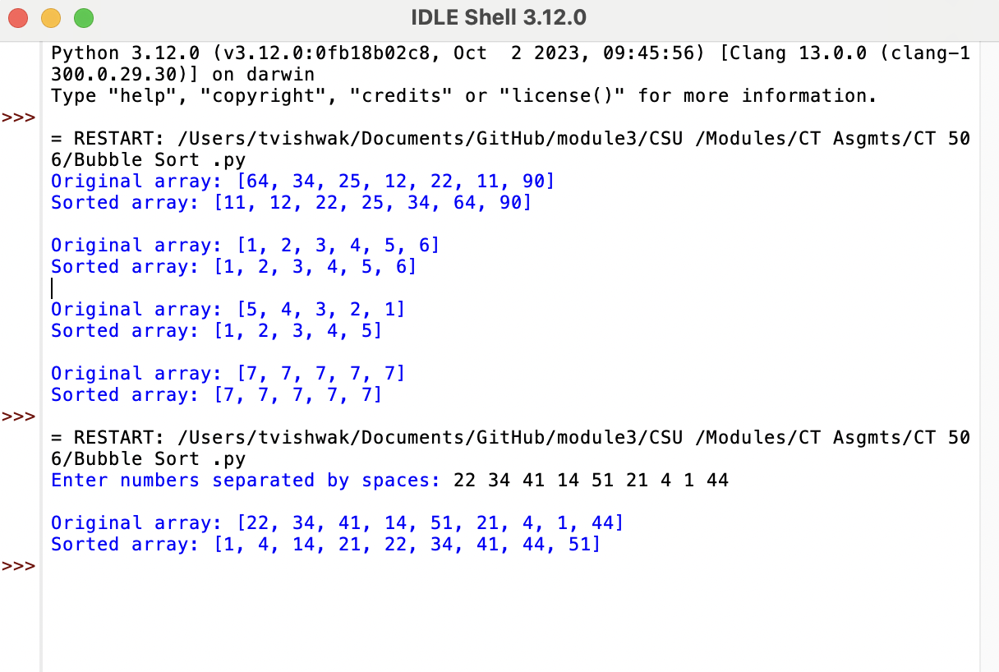 IDLE Shell 3.12.0
Python 3.12.0 (v3.12.0:0fb18b02c8, Oct  2 2023, 09:45:56) [Clang 13.0.0 (clang-1
300.0.29.30)] on darwin
Type "help", "copyright", "credits" or "license()" for more information.
>>>
= RESTART: /Users/tvishwak/Documents/GitHub/module3/CSU /Modules/CT Asgmts/CT 50
6/Bubble Sort .py
Original array: [64, 34, 25, 12, 22, 11, 90]
Sorted array: [11, 12, 22, 25, 34, 64, 90]
Original array: [1, 2, 3, 4, 5, 6]
Sorted array: [1, 2, 3, 4, 5, 6]
Original array: [5, 4, 3, 2, 1]
Sorted array: [1, 2, 3, 4, 5]
Original array: [7, 7, 7, 7, 7]
Sorted array: [7, 7, 7, 7, 7]
>>>
= RESTART: /Users/tvishwak/Documents/GitHub/module3/CSU /Modules/CT Asgmts/CT 50
6/Bubble Sort .py
Enter numbers separated by spaces: 22 34 41 14 51 21 4 1 44
Original array: [22, 34, 41, 14, 51, 21, 4, 1, 44]
Sorted array: [1, 4, 14, 21, 22, 34, 41, 44, 51]
>>>